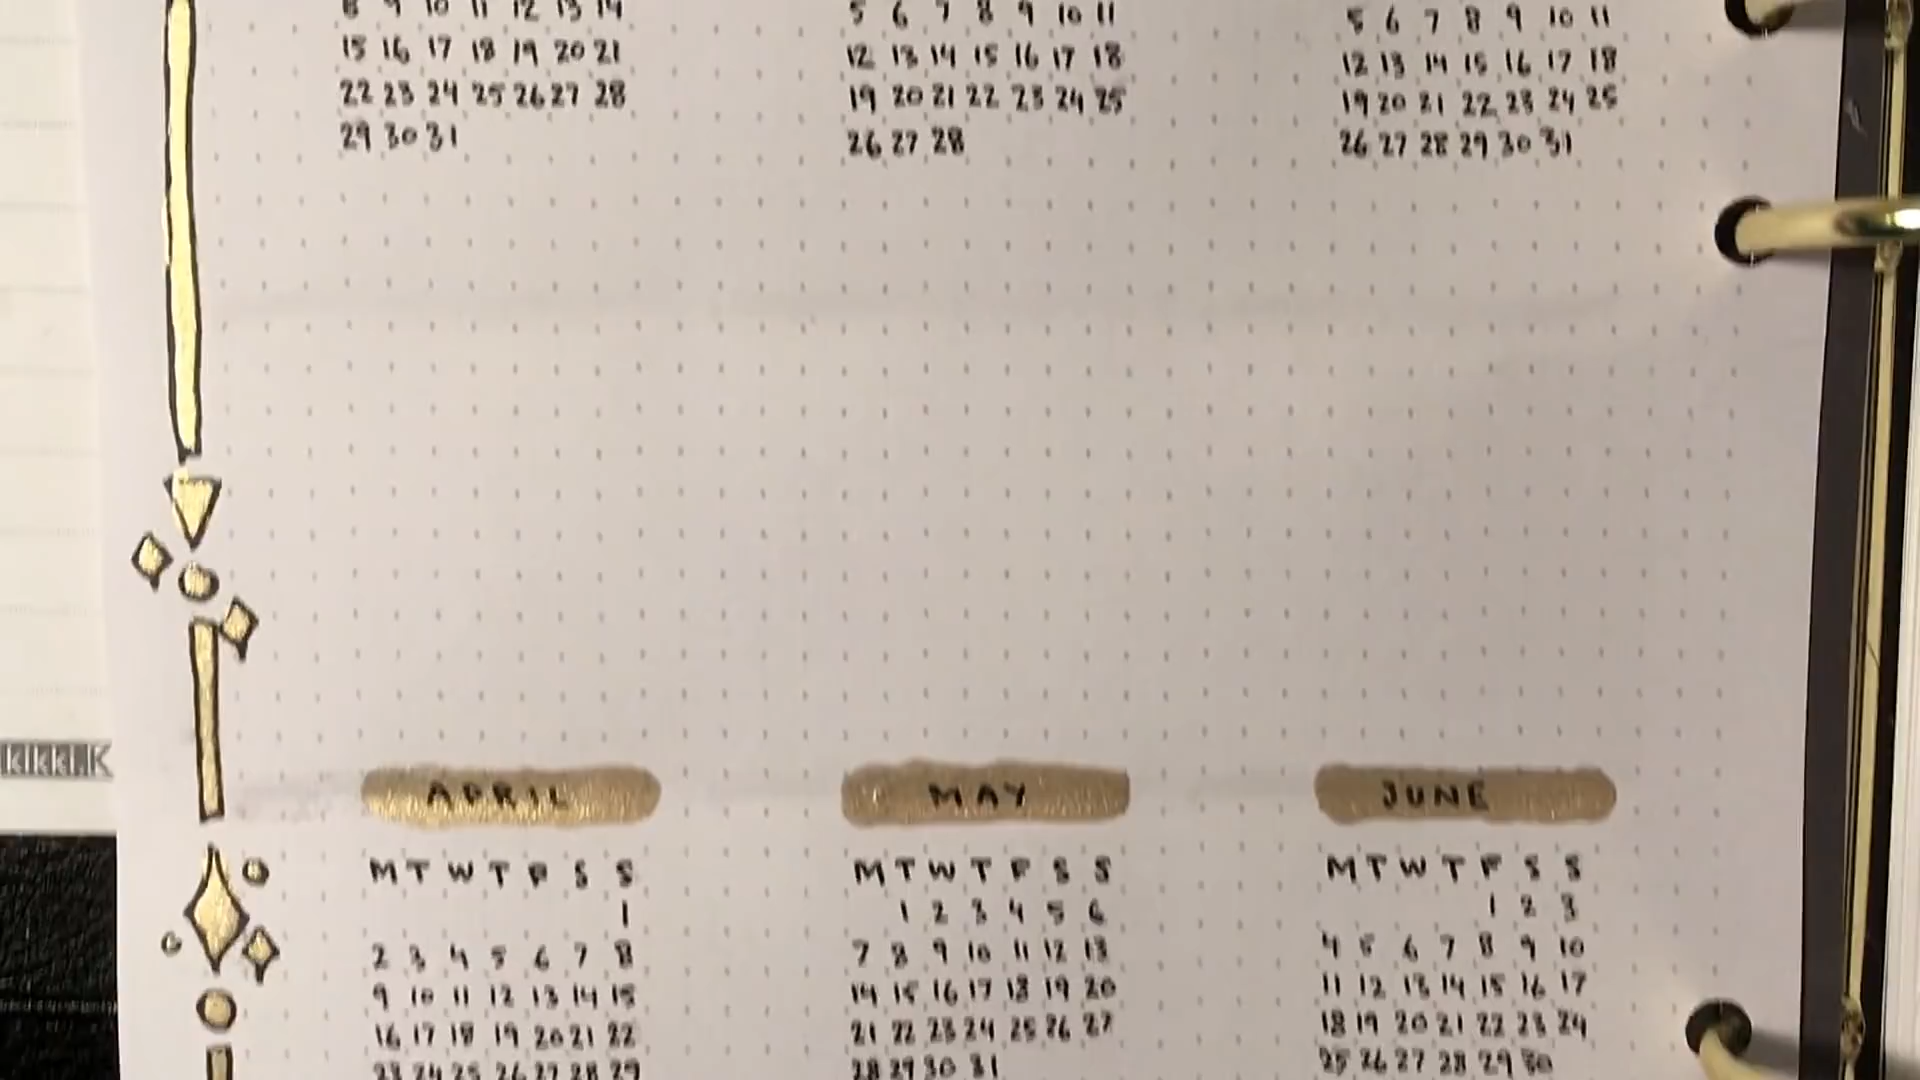 8 9 10 11 12 13 14
15 16 17 18 19 20 21
22 23 24 25 26 27 28
29 30 31
5 6 7 8 9 10 11
12 13 14 15 16 17 18
19 20 21 22 23 24 25
26 27 28
5 6 7 8 9 10 11
12 13 14 15 16 17 18
19 20 21 22 23 24 25
26 27 28 29 30 31
kikki.K
APRIL
M T W T F S S
1
2 3 4 5 6 7 8
9 10 11 12 13 14 15
16 17 18 19 20 21 22
23 24 25 26 27 28 29
MAY
M T W T F S S
1 2 3 4 5 6
7 8 9 10 11 12 13
14 15 16 17 18 19 20
21 22 23 24 25 26 27
28 29 30 31
JUNE
M T W T F S S
1 2 3
4 5 6 7 8 9 10
11 12 13 14 15 16 17
18 19 20 21 22 23 24
25 26 27 28 29 30